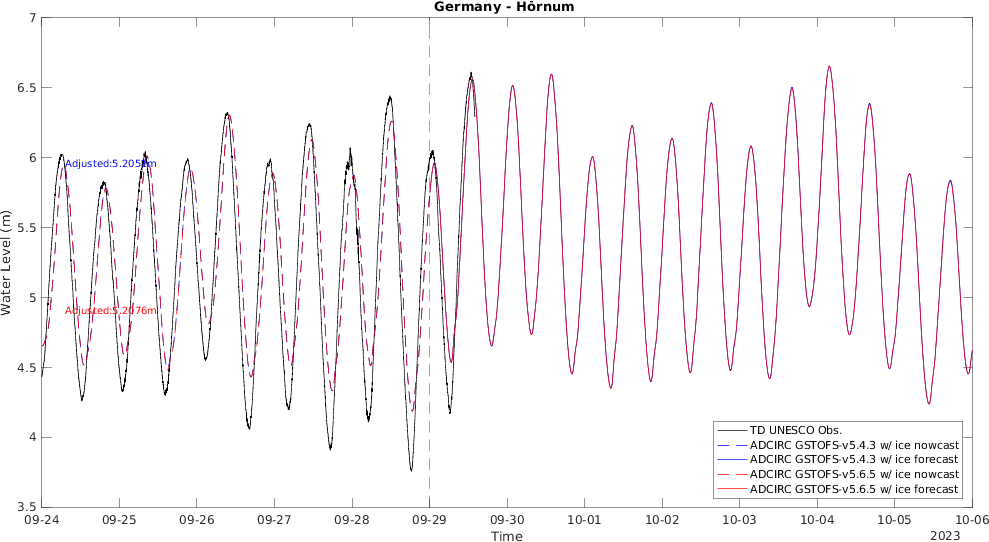 Germany - Hörnum
7
6.5
6
5.5
5
4.5
4
3.5
Water Level (m)
Adjusted:5.2051m
Adjusted:5.2076m
TD UNESCO Obs.
ADCIRC GSTOFS-v5.4.3 w/ ice nowcast
ADCIRC GSTOFS-v5.4.3 w/ ice forecast
ADCIRC GSTOFS-v5.6.5 w/ ice nowcast
ADCIRC GSTOFS-v5.6.5 w/ ice forecast
09-24 09-25 09-26 09-27 09-28 09-29 09-30 10-01 10-02 10-03 10-04 10-05 10-06
Time
2023